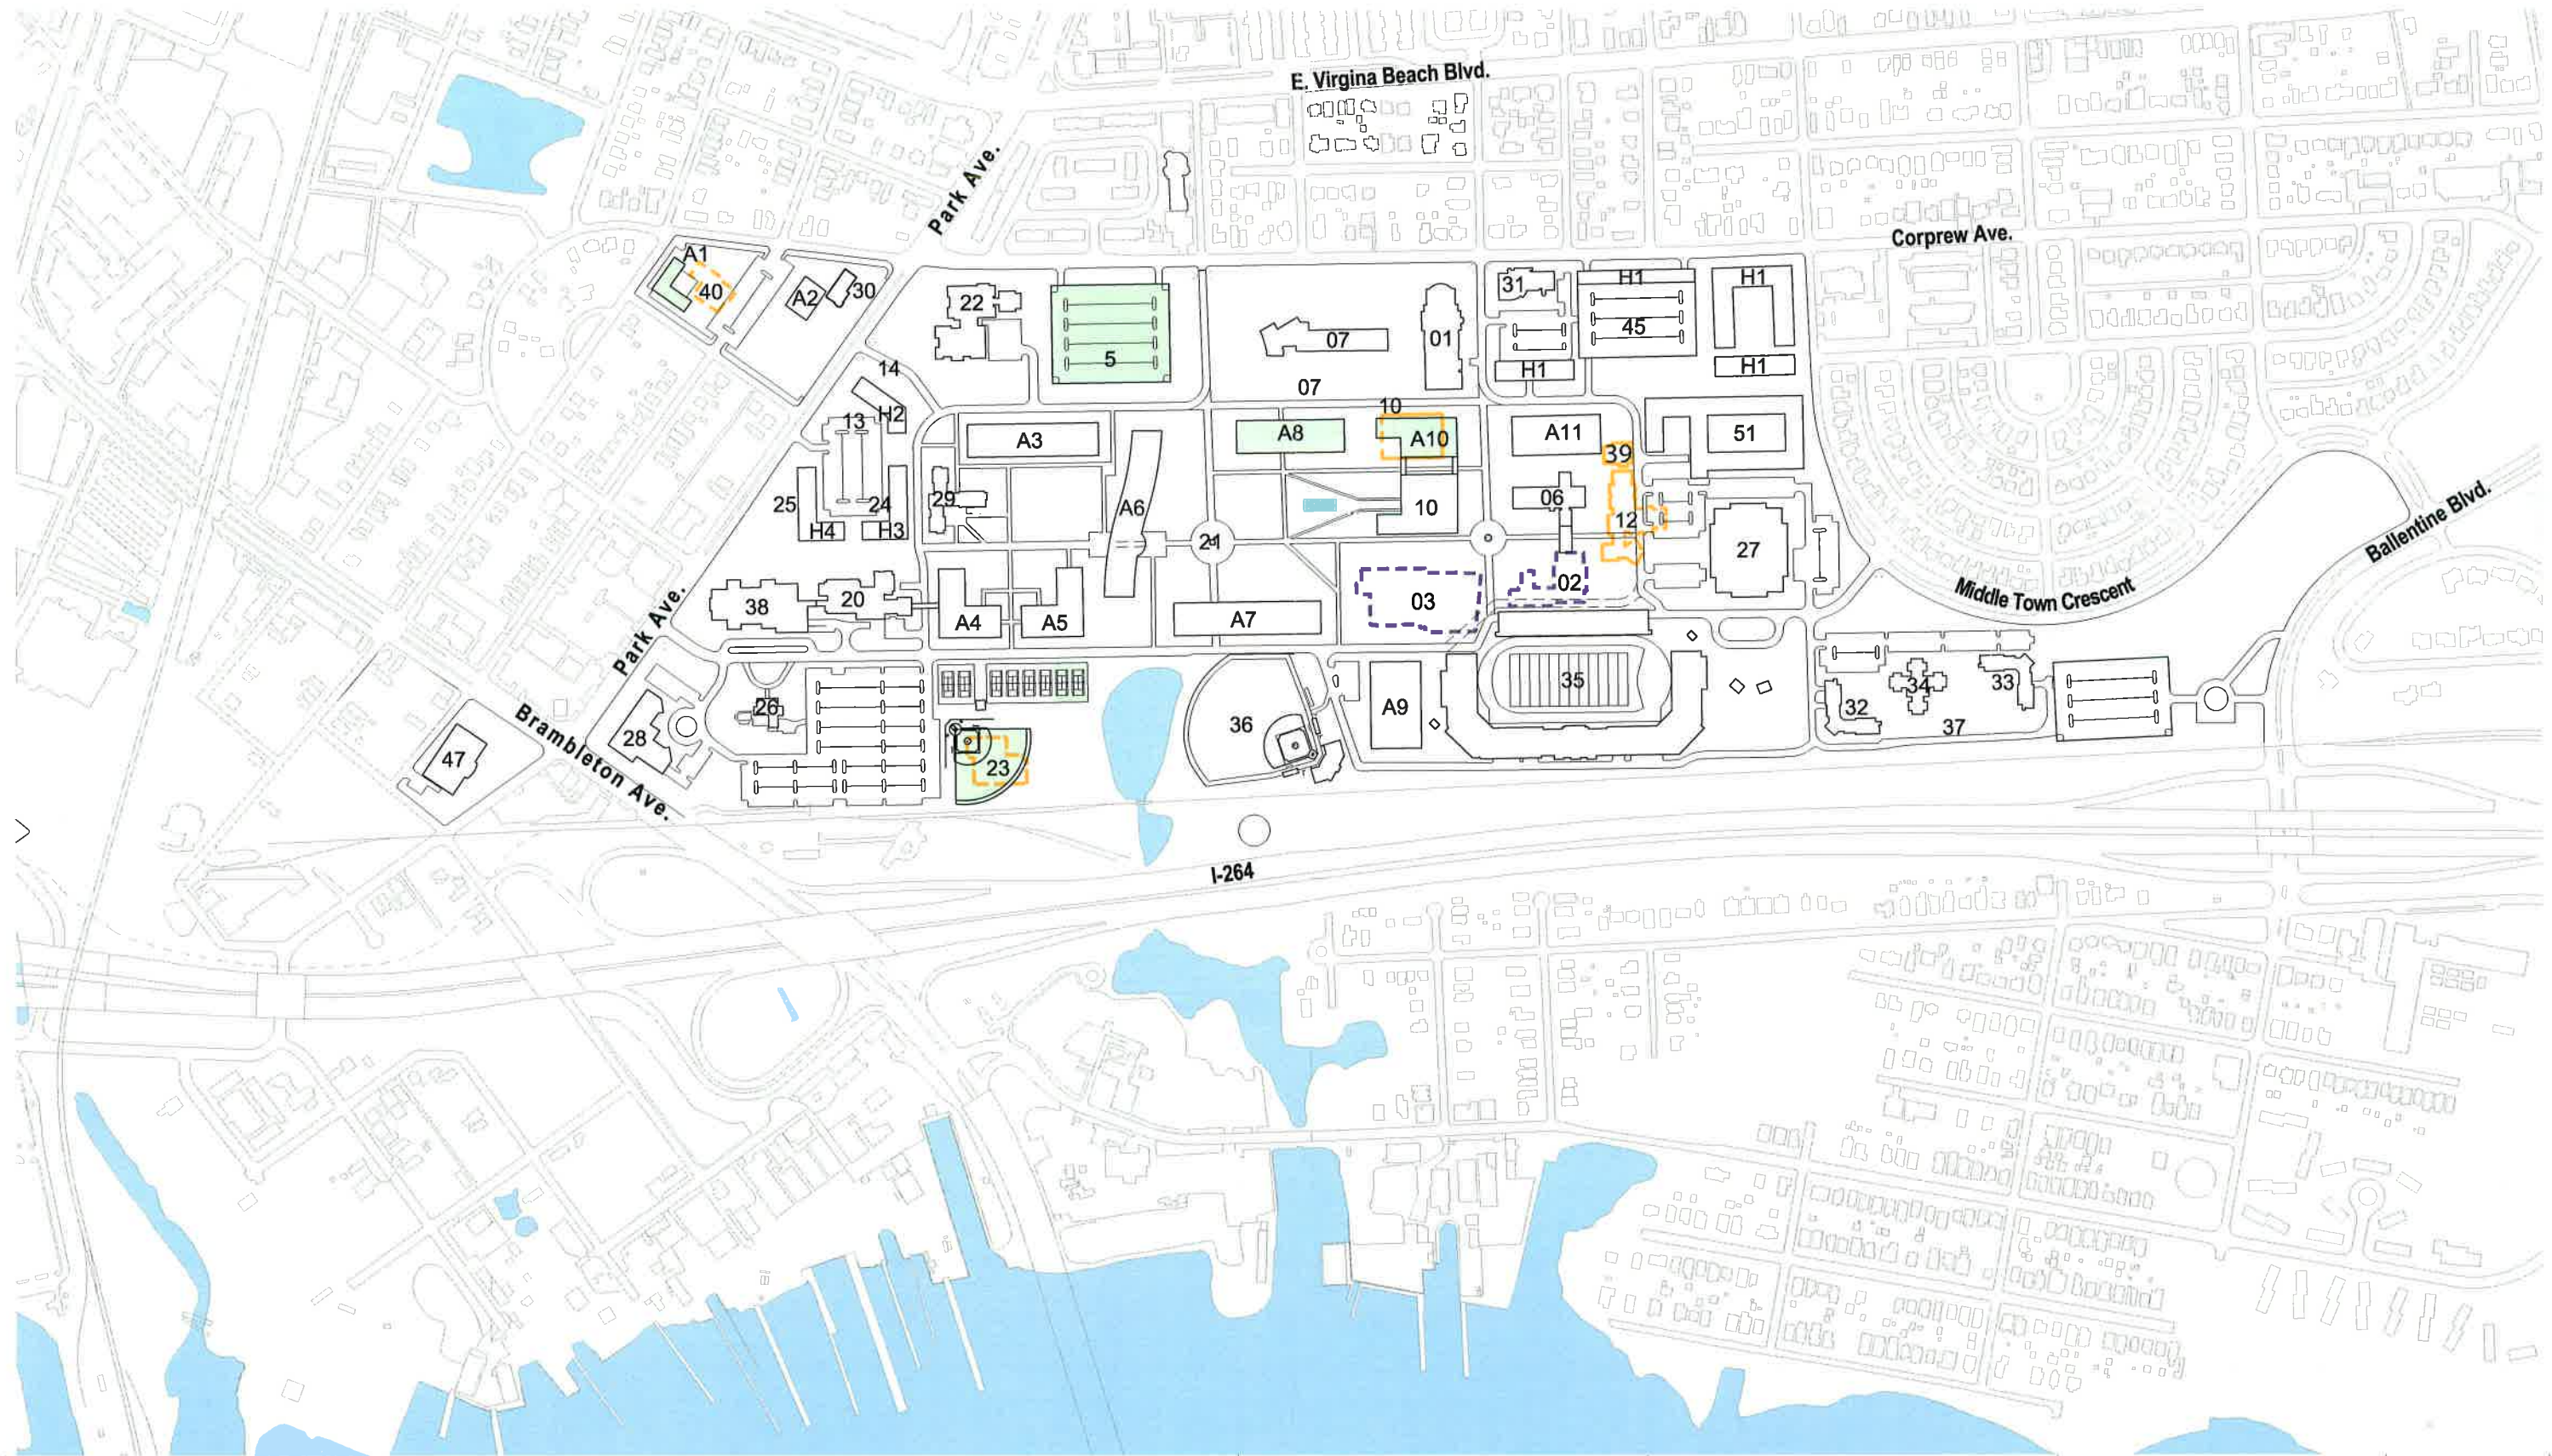 E. Virgina Beach Blvd.
Park Ave.
Corprew Ave.
A1
40
A2
30
22
5
07
07
01
31
H1
45
H1
H1
H1
14
13
H2
A3
A8
10
A10
A11
39
51
25
24
H4
H3
29
A6
21
10
06
12
27
02
03
38
20
A4
A5
A7
Park Ave.
Middle Town Crescent
Ballentine Blvd.
26
28
47
Brambleton Ave.
23
36
A9
35
32
34
33
37
I-264